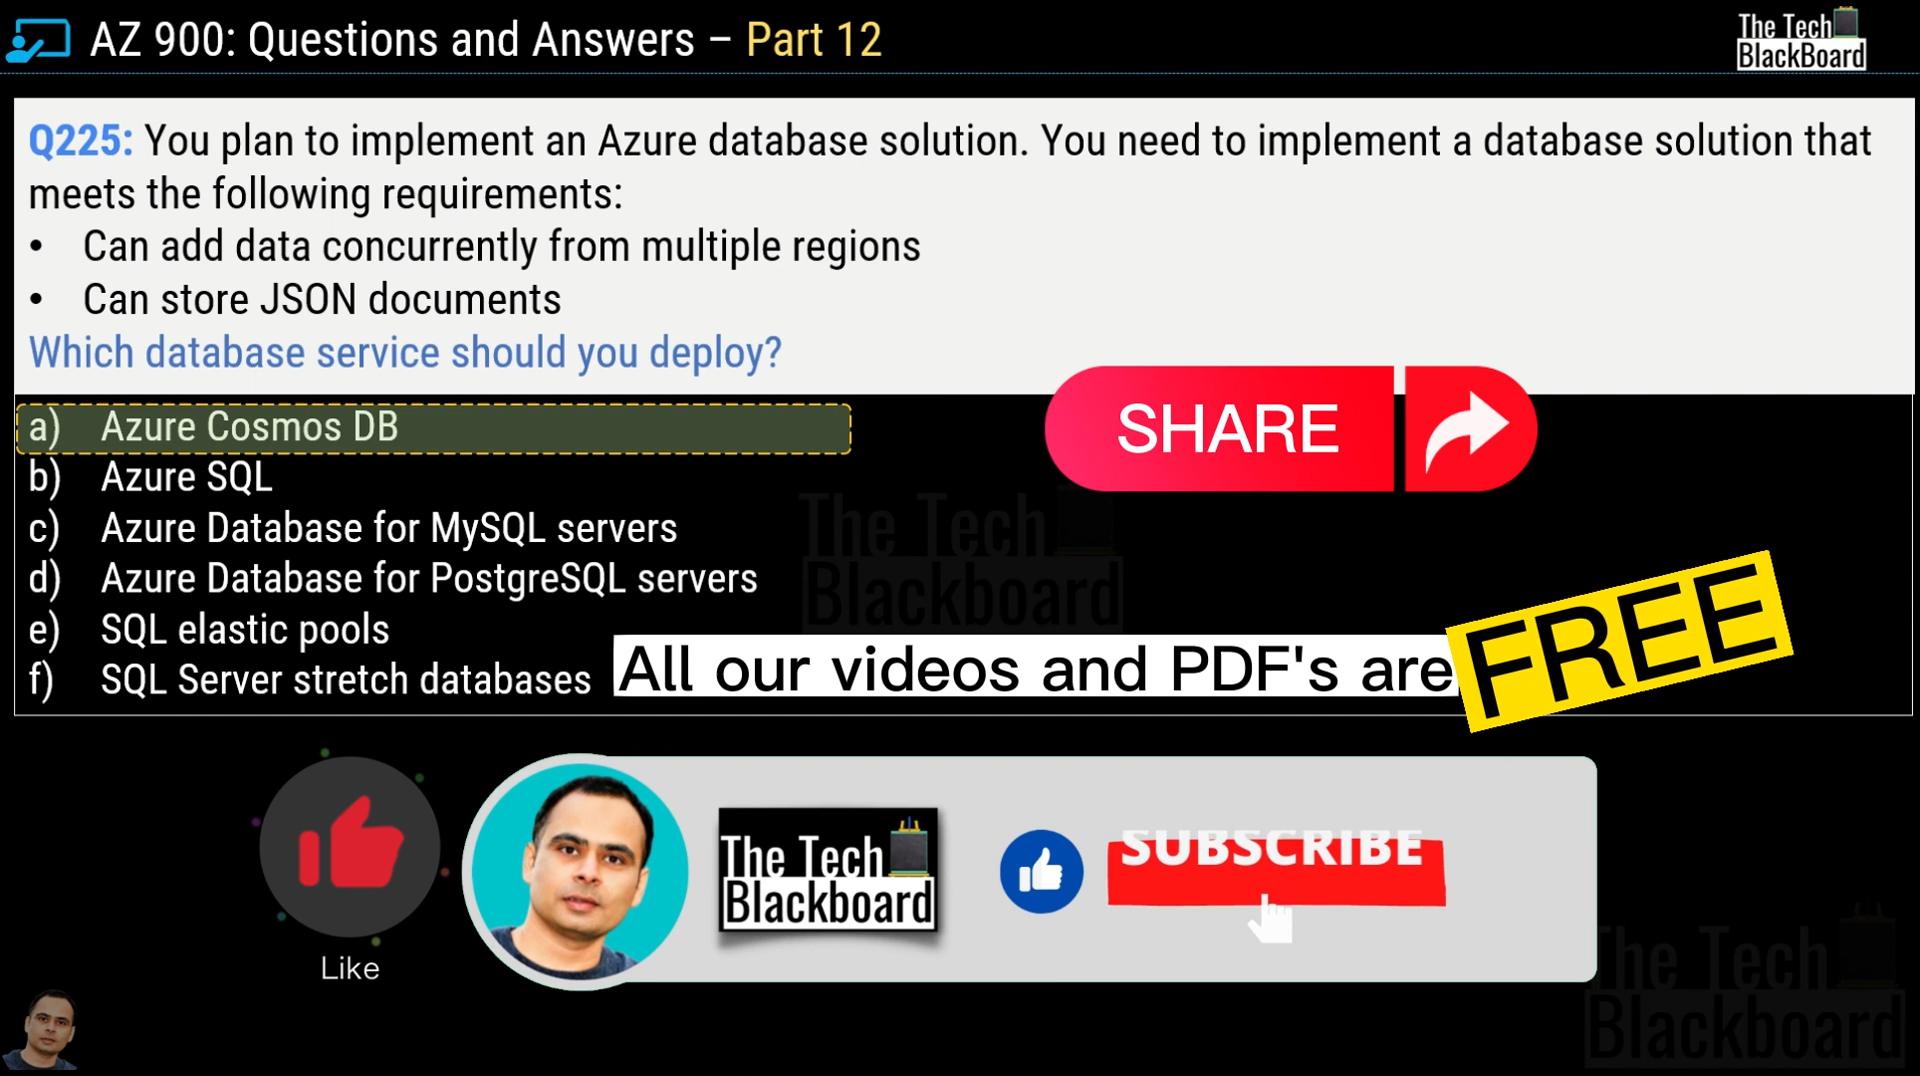 AZ 900: Questions and Answers – Part 12
The Tech
BlackBoard
Q225: You plan to implement an Azure database solution. You need to implement a database solution that
meets the following requirements:
• Can add data concurrently from multiple regions
• Can store JSON documents
Which database service should you deploy?
a) Azure Cosmos DB
b) Azure SQL
c) Azure Database for MySQL servers
d) Azure Database for PostgreSQL servers
e) SQL elastic pools
f) SQL Server stretch databases
SHARE
The Tech
Blackboard
All our videos and PDF's are
FREE
Like
The Tech
Blackboard
SUBSCRIBE
The Tech
Blackboard